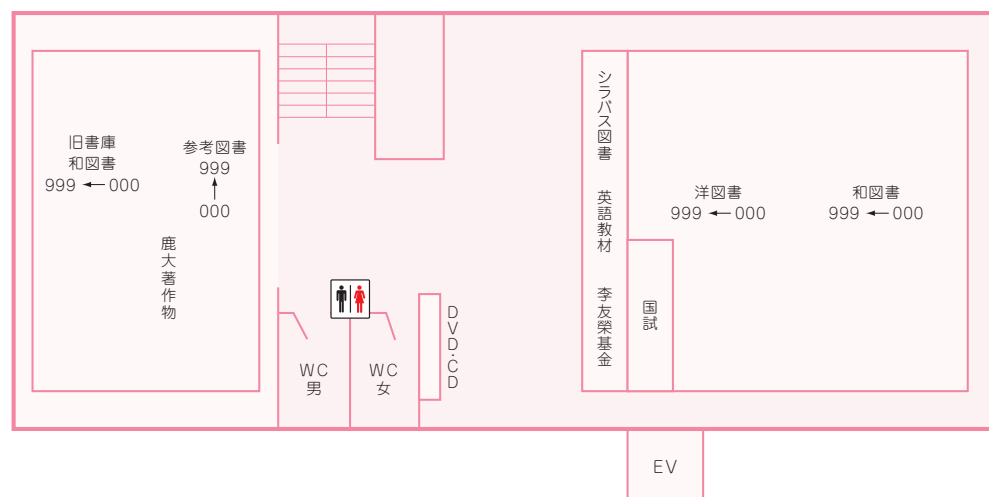 旧書庫
和図書
999 ← 000
参考図書
999
↑
000
鹿大著作物
WC
男
WC
女
DVD・CD
シラバス図書
英語教材
李友榮基金
国試
洋図書
999 ← 000
和図書
999 ← 000
EV